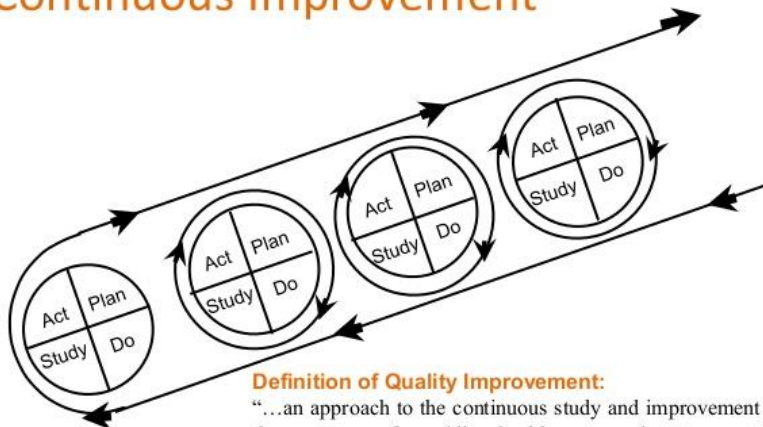 Continuous Improvement
Act Plan
Study Do
Act Plan
Study Do
Act Plan
Study Do
Act Plan
Study Do
Definition of Quality Improvement:
“…an approach to the continuous study and improvement